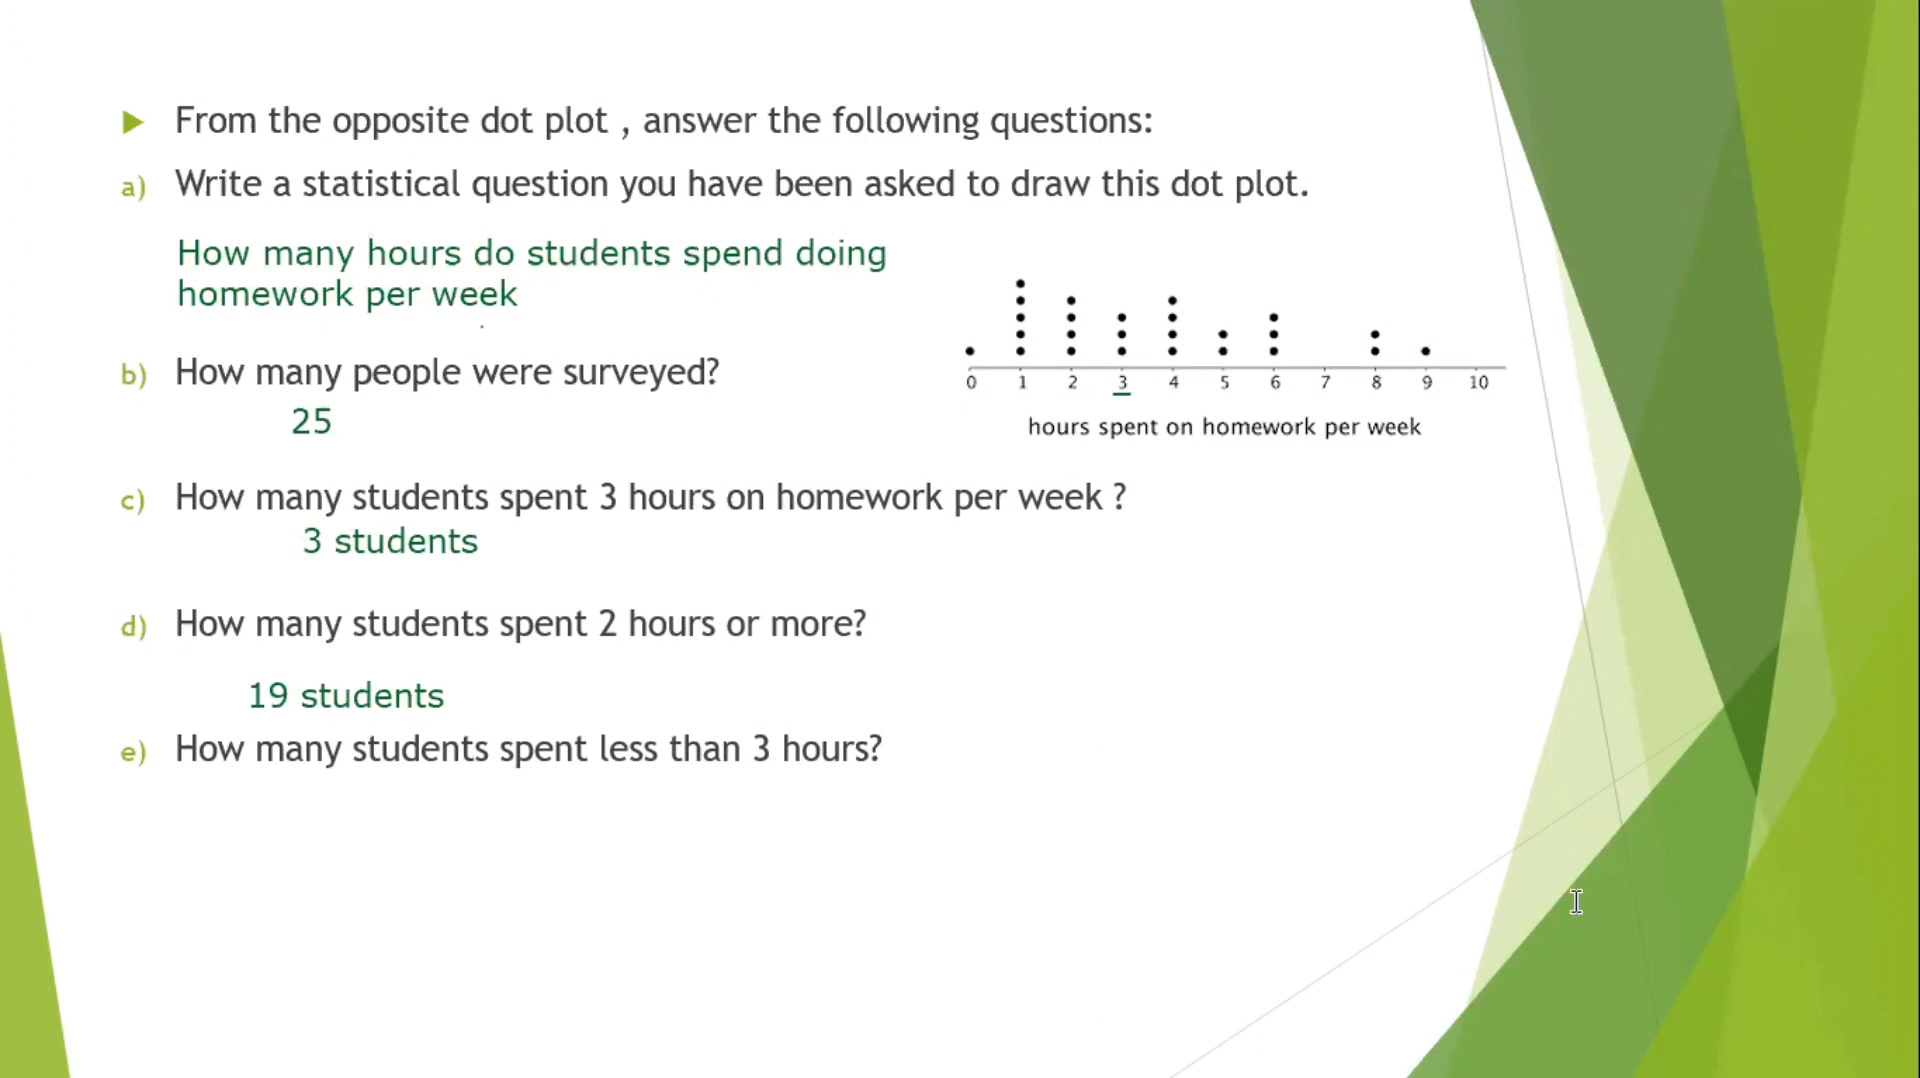 From the opposite dot plot , answer the following questions:
a) Write a statistical question you have been asked to draw this dot plot.
How many hours do students spend doing
homework per week
b) How many people were surveyed?
25
0 1 2 3 4 5 6 7 8 9 10
hours spent on homework per week
c) How many students spent 3 hours on homework per week ?
3 students
d) How many students spent 2 hours or more?
19 students
e) How many students spent less than 3 hours?